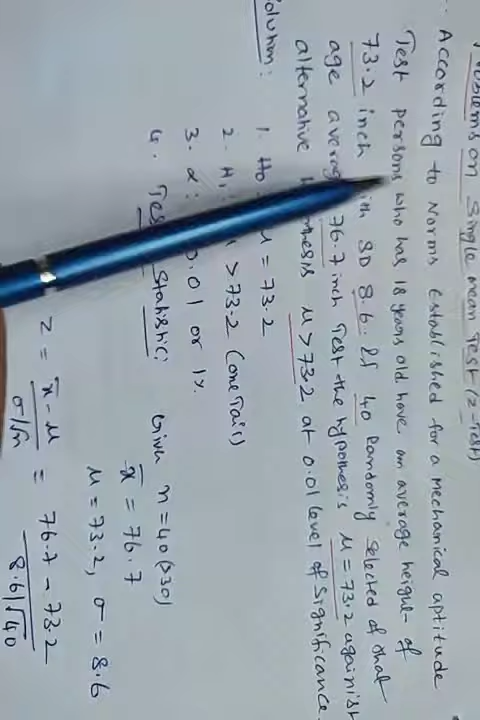 Problems on Single mean Test (Z-Test)
According to Norms established for a mechanical aptitude
Test persons who has 18 years old have an average heigut of
73.2 inch with SD 8.6. If 40 Randomly selected of that
age average 76.7 inch Test the hypothesis μ = 73.2 againist
alternative μ > 73.2 at 0.01 level of Significance.
Solution:
1. H0 μ = 73.2
2. H1: > 73.2 (one Tail)
3. α: 0.01 or 1%
4. Test Statistic: Given n = 40 (>30)
x̄ = 76.7
μ = 73.2, σ = 8.6
z = x̄ - μ / σ/√n = 76.7 - 73.2 / 8.6/√40